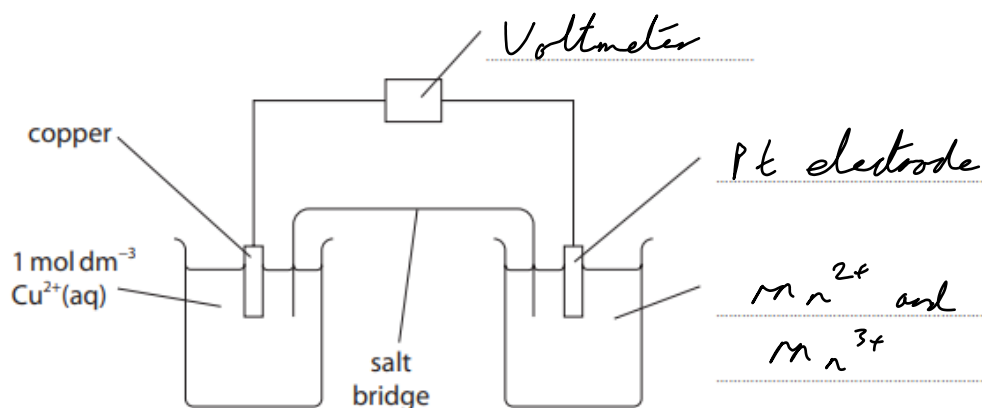 Voltmeter
copper
Pt electrode
1 mol dm⁻³
Cu²⁺(aq)
Mn²⁺ and
Mn³⁺
salt
bridge